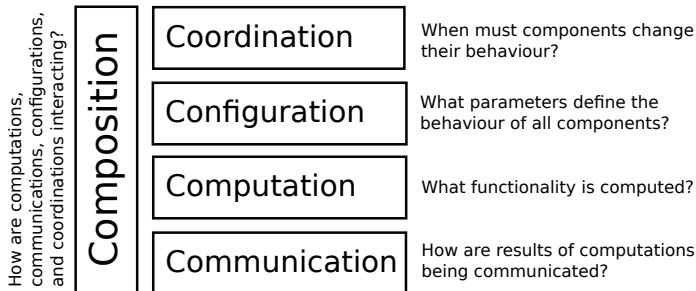 How are computations,
communications, configurations,
and coordinations interacting?
Composition
Coordination
When must components change
their behaviour?
Configuration
What parameters define the
behaviour of all components?
Computation
What functionality is computed?
Communication
How are results of computations
being communicated?